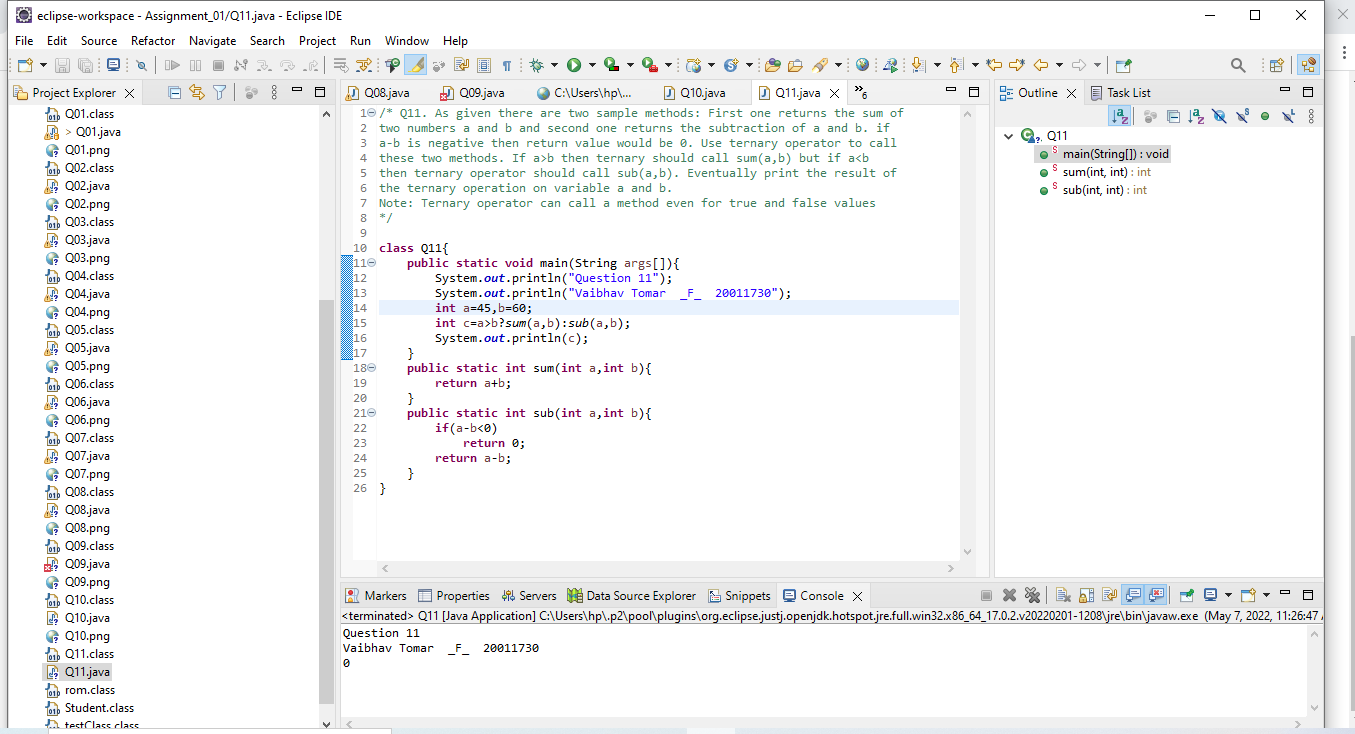 eclipse-workspace - Assignment_01/Q11.java - Eclipse IDE
File Edit Source Refactor Navigate Search Project Run Window Help
Project Explorer
Q01.class
> Q01.java
Q01.png
Q02.class
Q02.java
Q02.png
Q03.class
Q03.java
Q03.png
Q04.class
Q04.java
Q04.png
Q05.class
Q05.java
Q05.png
Q06.class
Q06.java
Q06.png
Q07.class
Q07.java
Q07.png
Q08.class
Q08.java
Q08.png
Q09.class
Q09.java
Q09.png
Q10.class
Q10.java
Q10.png
Q11.class
Q11.java
rom.class
Student.class
testClass.class
Q08.java Q09.java C:\Users\hp\... Q10.java Q11.java »6
1 /* Q11. As given there are two sample methods: First one returns the sum of
2 two numbers a and b and second one returns the subtraction of a and b. if
3 a-b is negative then return value would be 0. Use ternary operator to call
4 these two methods. If a>b then ternary should call sum(a,b) but if a<b
5 then ternary operator should call sub(a,b). Eventually print the result of
6 the ternary operation on variable a and b.
7 Note: Ternary operator can call a method even for true and false values
8 */
9
10 class Q11{
11 public static void main(String args[]){
12 System.out.println("Question 11");
13 System.out.println("Vaibhav Tomar  _F_  20011730");
14 int a=45,b=60;
15 int c=a>b?sum(a,b):sub(a,b);
16 System.out.println(c);
17 }
18 public static int sum(int a,int b){
19 return a+b;
20 }
21 public static int sub(int a,int b){
22 if(a-b<0)
23 return 0;
24 return a-b;
25 }
26 }
Outline Task List
Q11
main(String[]) : void
sum(int, int) : int
sub(int, int) : int
Markers Properties Servers Data Source Explorer Snippets Console
<terminated> Q11 [Java Application] C:\Users\hp\.p2\pool\plugins\org.eclipse.justj.openjdk.hotspot.jre.full.win32.x86_64_17.0.2.v20220201-1208\jre\bin\javaw.exe (May 7, 2022, 11:26:47
Question 11
Vaibhav Tomar  _F_  20011730
0